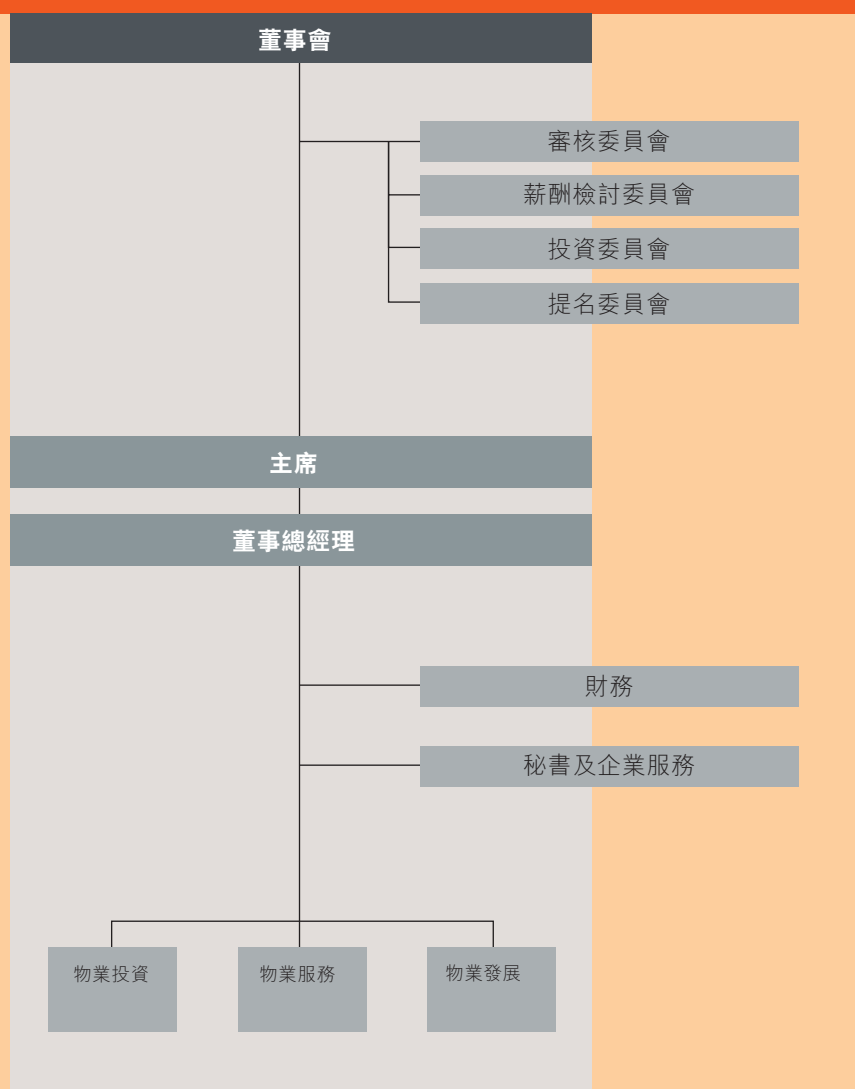 董事會
審核委員會
薪酬檢討委員會
投資委員會
提名委員會
主席
董事總經理
財務
秘書及企業服務
物業投資
物業服務
物業發展